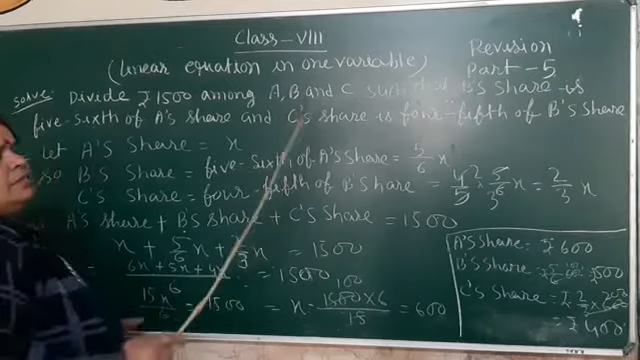 Class - VIII
(linear equation in one variable)
Revision
Part - 5
Solve: Divide ₹1500 among A, B and C such that B's share is
five-sixth of A's share and C's share is four-fifth of B's share
let A's share = x
so B's share = five-sixth of A's share = 5/6 x
C's share = four-fifth of B's share = 4/5 × 5/6 x = 2/3 x
A's share + B's share + C's share = 1500
x + 5/6 x + 2/3 x = 1500
6x + 5x + 4x / 6 = 1500
15x / 6 = 1500 = x = 1500 × 6 / 15 = 600
A's share = ₹600
B's share = 500
C's share = ₹ 2/3 × 600
= ₹400